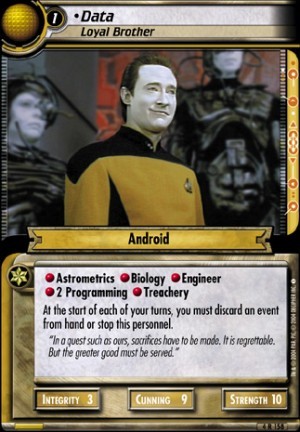 1
• Data
Loyal Brother
Android
Astrometrics Biology Engineer
2 Programming Treachery
At the start of each of your turns, you must discard an
event from hand or stop this personnel.
"In a quest such as ours, sacrifices have to be made. It is regrettable.
But the greater good must be served."
INTEGRITY 3 CUNNING 9 STRENGTH 10